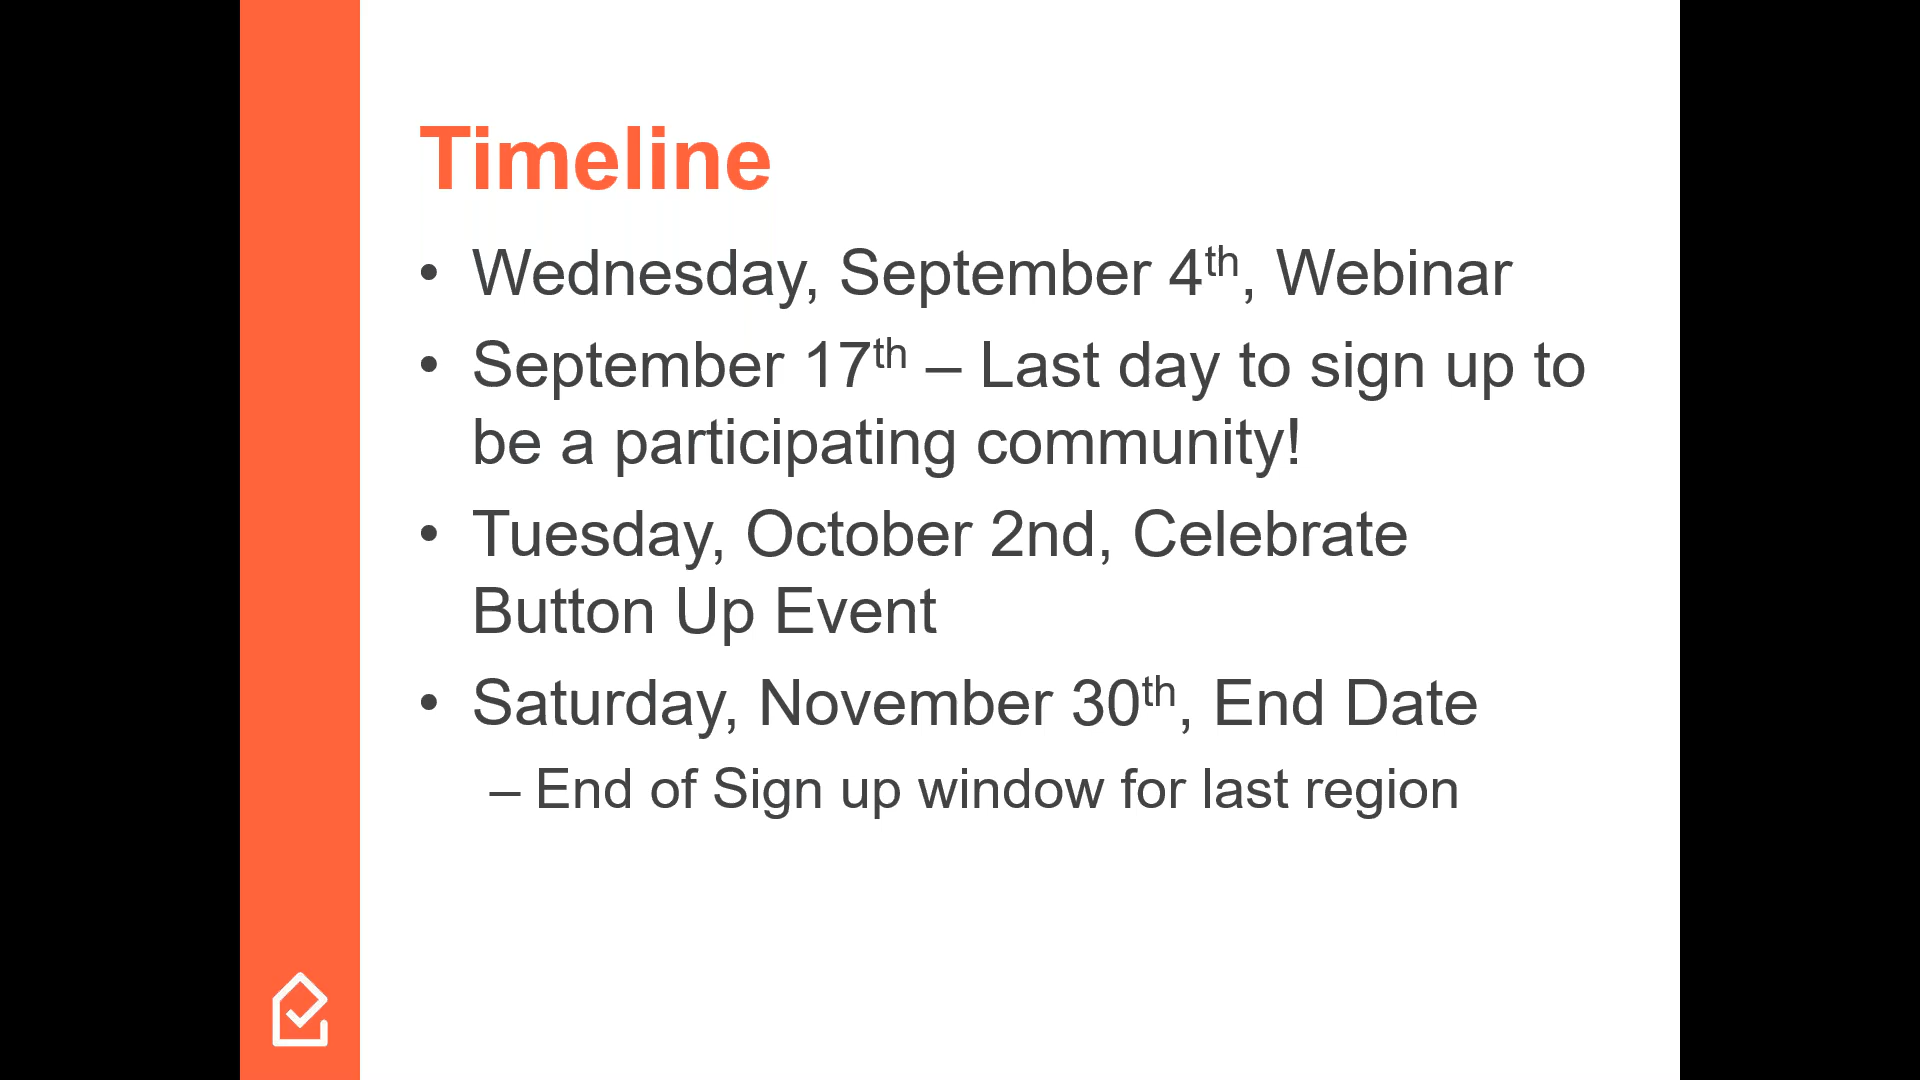 Timeline
• Wednesday, September 4th, Webinar
• September 17th – Last day to sign up to
be a participating community!
• Tuesday, October 2nd, Celebrate
Button Up Event
• Saturday, November 30th, End Date
– End of Sign up window for last region